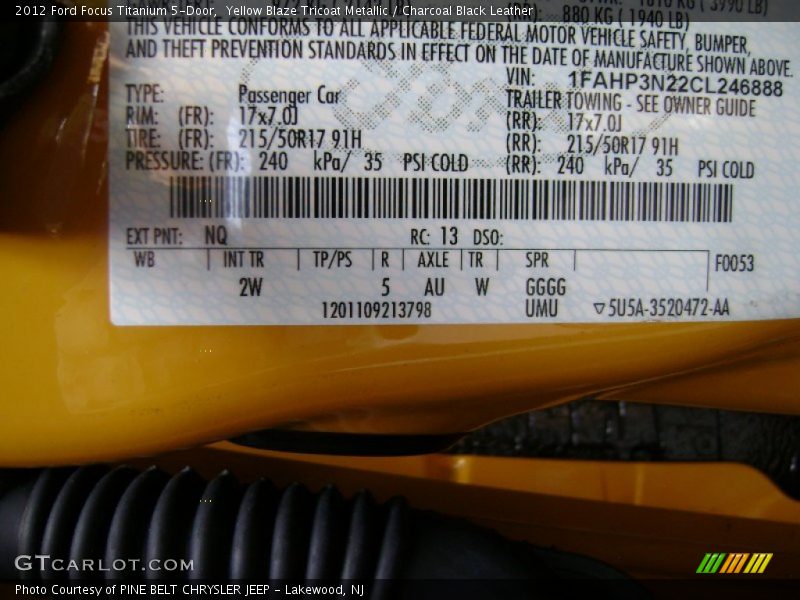 2012 Ford Focus Titanium 5-Door,  Yellow Blaze Tricoat Metallic / Charcoal Black Leather
880 KG ( 1940 LB)
THIS VEHICLE CONFORMS TO ALL APPLICABLE FEDERAL MOTOR VEHICLE SAFETY, BUMPER,
AND THEFT PREVENTION STANDARDS IN EFFECT ON THE DATE OF MANUFACTURE SHOWN ABOVE.
VIN: 1FAHP3N22CL246888
TYPE: Passenger Car TRAILER TOWING - SEE OWNER GUIDE
RIM: (FR): 17x7.0J (RR): 17x7.0J
TIRE: (FR): 215/50R17 91H (RR): 215/50R17 91H
PRESSURE: (FR): 240 kPa/ 35 PSI COLD (RR): 240 kPa/ 35 PSI COLD
EXT PNT: NQ RC: 13 DSO:
WB INT TR TP/PS R AXLE TR SPR F0053
2W 5 AU W GGGG
1201109213798 UMU ▽5U5A-3520472-AA
GTCARLOT.COM
Photo Courtesy of PINE BELT CHRYSLER JEEP - Lakewood, NJ